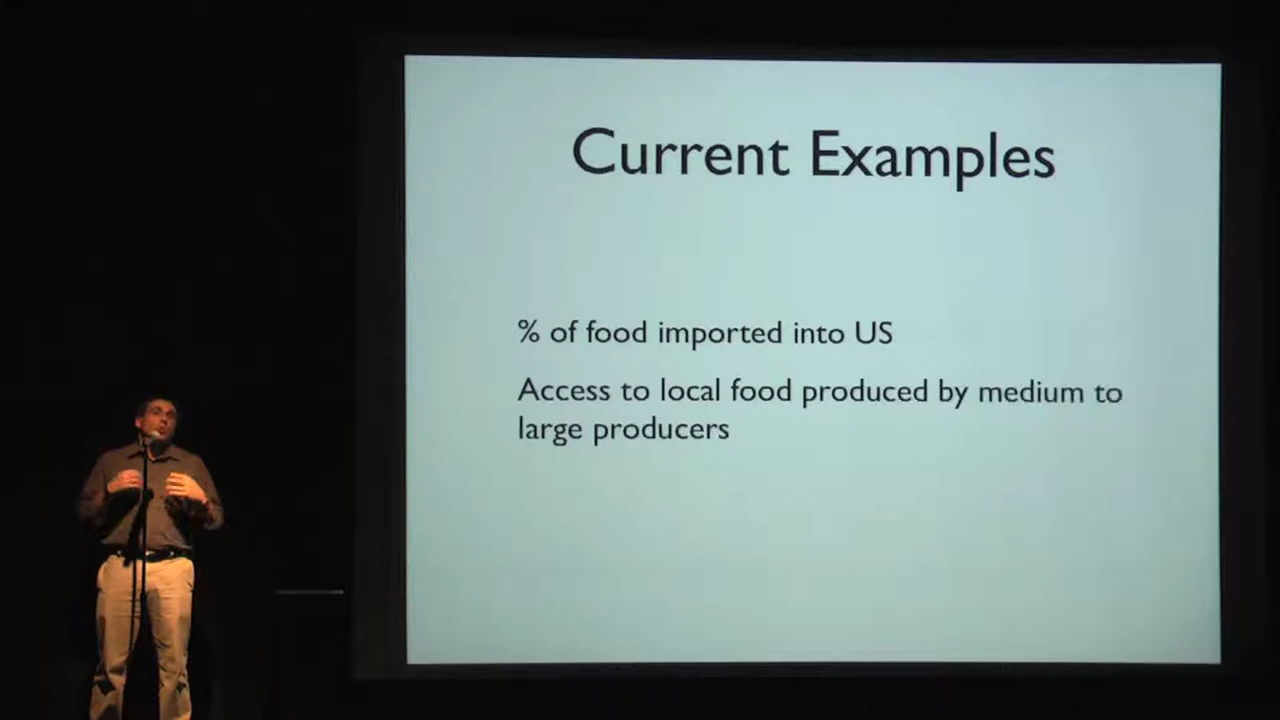 Current Examples
% of food imported into US
Access to local food produced by medium to
large producers